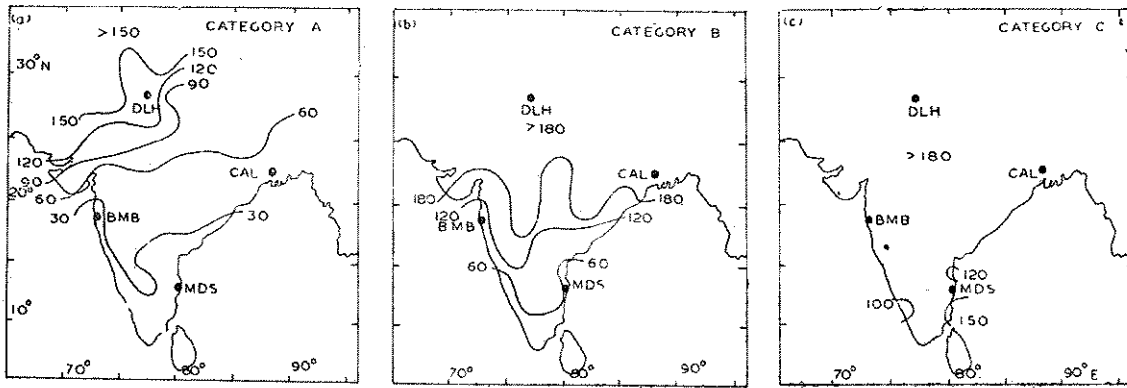 (a)
CATEGORY A
>150
150
30°N
120
90
DLH
150
60
120
90
20°
60
CAL
30
BMB
30
MDS
10°
70°
80°
90°
(b)
CATEGORY B
DLH
>180
CAL
180
180
120
BMB
120
60
60
MDS
70°
80°
90°
(c)
CATEGORY C
DLH
>180
CAL
BMB
120
MDS
100
150
70°
80°
90°E